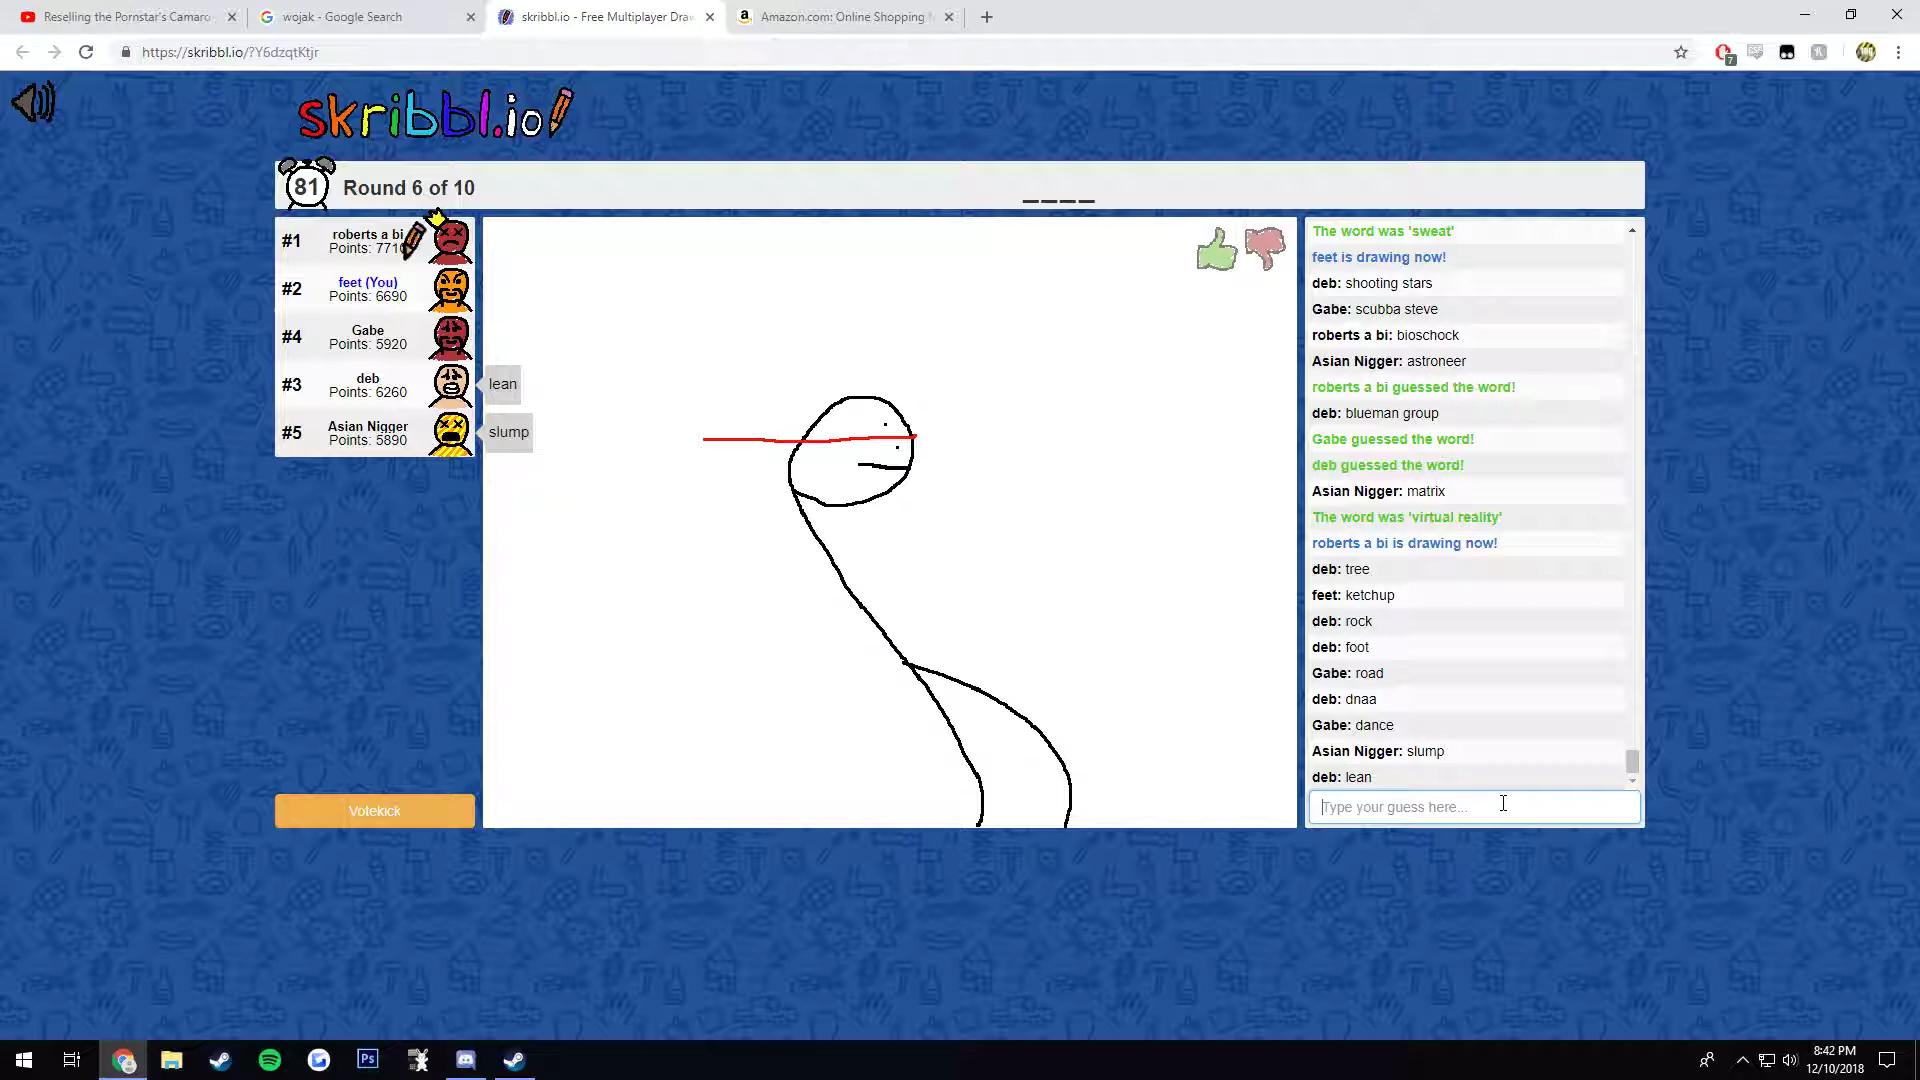 Reselling the Pornstar's Camaro
wojak - Google Search
skribbl.io - Free Multiplayer Draw
Amazon.com: Online Shopping
https://skribbl.io/?Y6dzqtKtjr
7
skribbl.io
81
Round 6 of 10
____
#1
roberts a bi
Points: 7710
#2
feet (You)
Points: 6690
#4
Gabe
Points: 5920
#3
deb
Points: 6260
lean
#5
Asian Nigger
Points: 5890
slump
Votekick
The word was 'sweat'
feet is drawing now!
deb: shooting stars
Gabe: scubba steve
roberts a bi: bioschock
Asian Nigger: astroneer
roberts a bi guessed the word!
deb: blueman group
Gabe guessed the word!
deb guessed the word!
Asian Nigger: matrix
The word was 'virtual reality'
roberts a bi is drawing now!
deb: tree
feet: ketchup
deb: rock
deb: foot
Gabe: road
deb: dnaa
Gabe: dance
Asian Nigger: slump
deb: lean
Type your guess here...
Ps
8:42 PM
12/10/2018